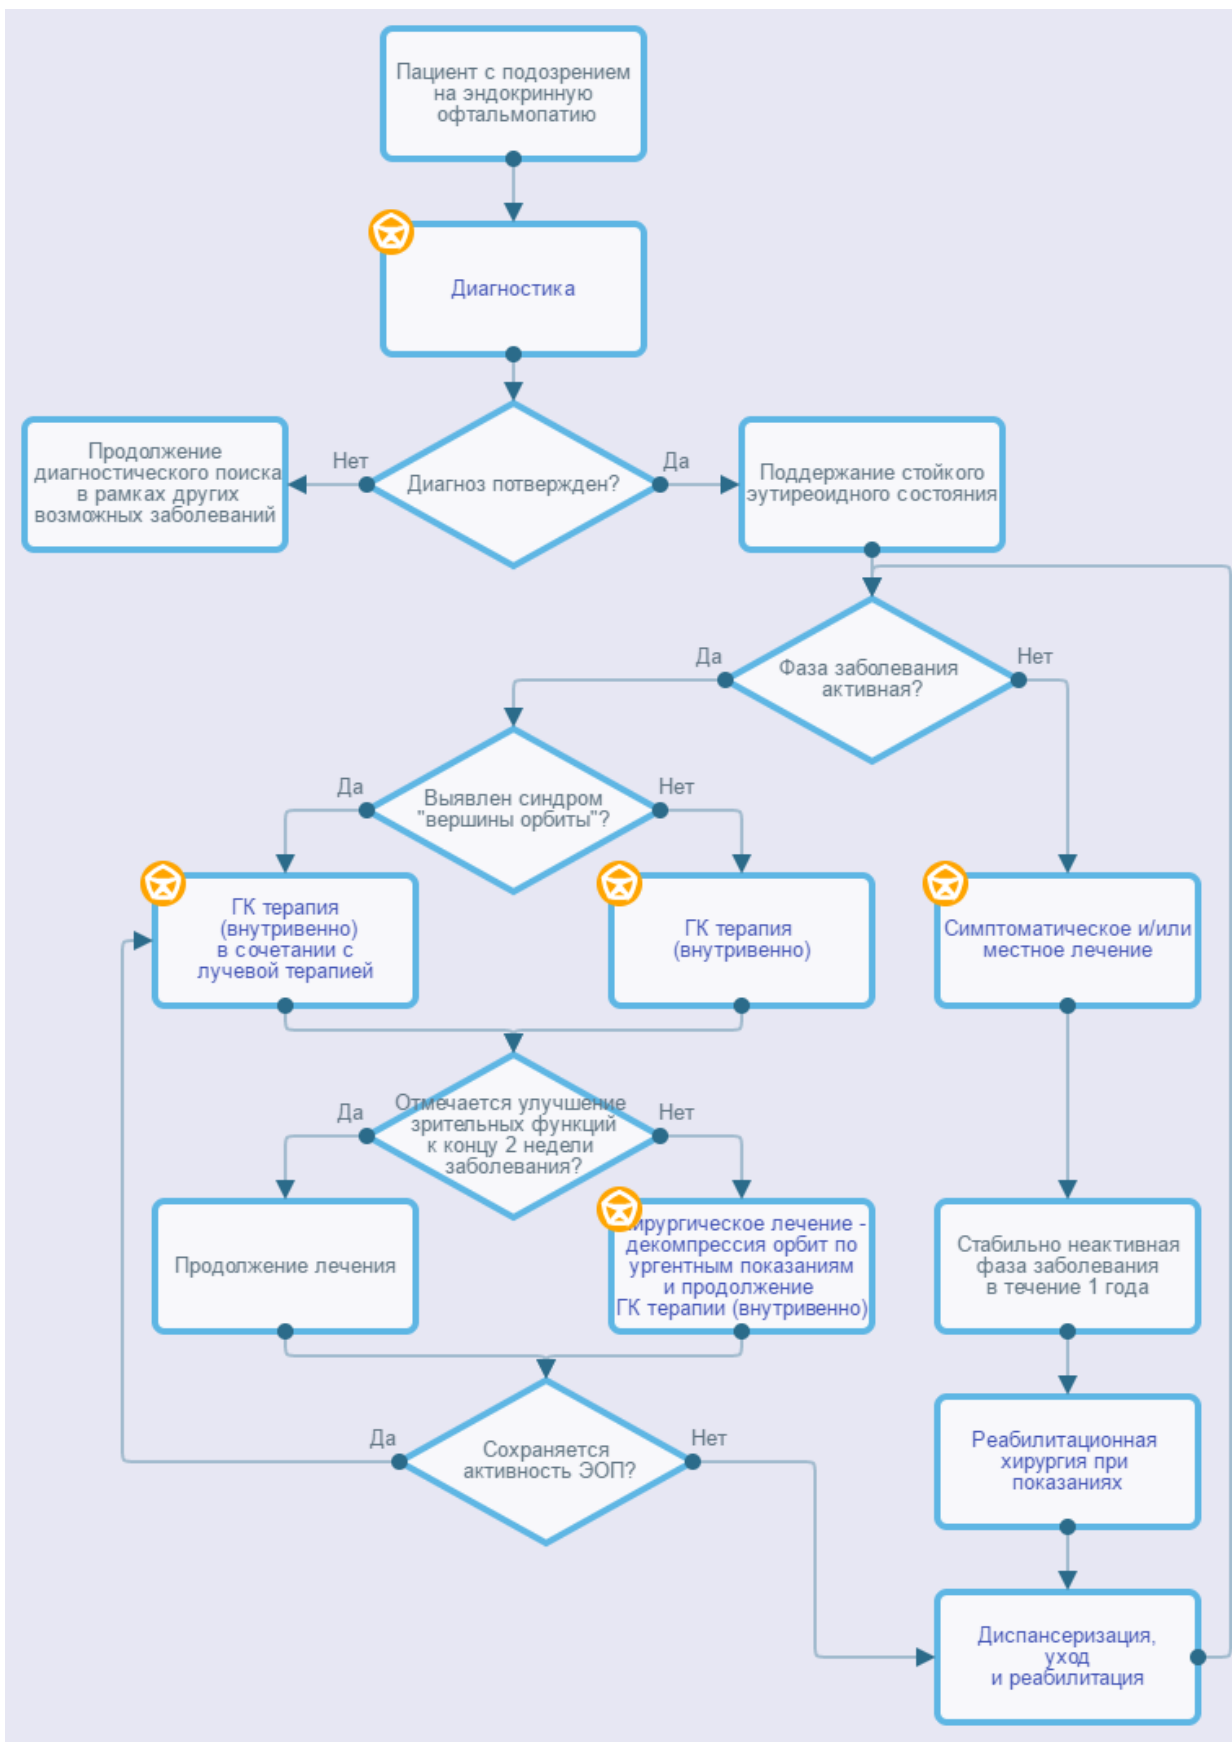 Пациент с подозрением
на эндокринную
офтальмопатию
Диагностика
Продолжение
диагностического поиска
в рамках других
возможных заболеваний
Нет
Диагноз потвержден?
Да
Поддержание стойкого
эутиреоидного состояния
Да
Фаза заболевания
активная?
Нет
Да
Выявлен синдром
"вершины орбиты"?
Нет
ГК терапия
(внутривенно)
в сочетании с
лучевой терапией
ГК терапия
(внутривенно)
Симптоматическое и/или
местное лечение
Да
Отмечается улучшение
зрительных функций
к концу 2 недели
заболевания?
Нет
Продолжение лечения
Хирургическое лечение -
декомпрессия орбит по
ургентным показаниям
и продолжение
ГК терапии (внутривенно)
Стабильно неактивная
фаза заболевания
в течение 1 года
Да
Сохраняется
активность ЭОП?
Нет
Реабилитационная
хирургия при
показаниях
Диспансеризация,
уход
и реабилитация